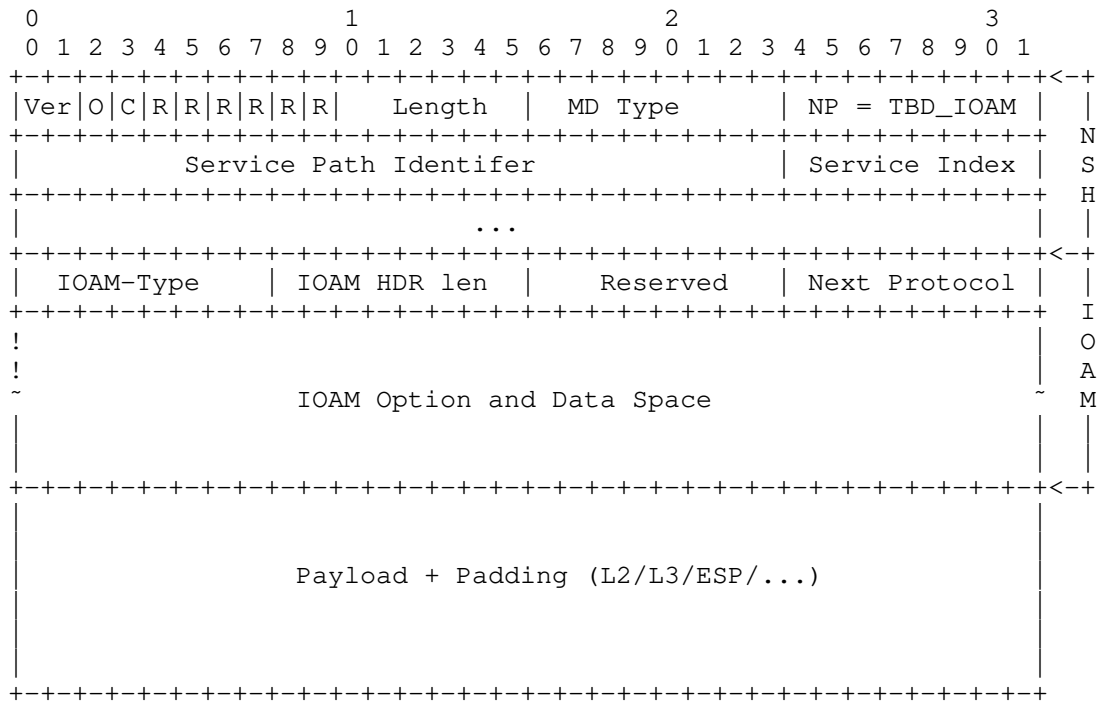 0                   1                   2                   3
 0 1 2 3 4 5 6 7 8 9 0 1 2 3 4 5 6 7 8 9 0 1 2 3 4 5 6 7 8 9 0 1
+-+-+-+-+-+-+-+-+-+-+-+-+-+-+-+-+-+-+-+-+-+-+-+-+-+-+-+-+-+-+-+-+<-+
|Ver|O|C|R|R|R|R|R|R|   Length  |  MD Type      | NP = TBD_IOAM |  |
+-+-+-+-+-+-+-+-+-+-+-+-+-+-+-+-+-+-+-+-+-+-+-+-+-+-+-+-+-+-+-+-+  N
|          Service Path Identifer               | Service Index |  S
+-+-+-+-+-+-+-+-+-+-+-+-+-+-+-+-+-+-+-+-+-+-+-+-+-+-+-+-+-+-+-+-+  H
|                            ...                                |  |
+-+-+-+-+-+-+-+-+-+-+-+-+-+-+-+-+-+-+-+-+-+-+-+-+-+-+-+-+-+-+-+-+<-+
|  IOAM-Type    | IOAM HDR len  |    Reserved   | Next Protocol |  |
+-+-+-+-+-+-+-+-+-+-+-+-+-+-+-+-+-+-+-+-+-+-+-+-+-+-+-+-+-+-+-+-+  I
!                                                               |  O
!                                                               |  A
~                 IOAM Option and Data Space                    ~  M
|                                                               |  |
|                                                               |  |
+-+-+-+-+-+-+-+-+-+-+-+-+-+-+-+-+-+-+-+-+-+-+-+-+-+-+-+-+-+-+-+-+<-+
|                                                               |
|                                                               |
|                 Payload + Padding (L2/L3/ESP/...)             |
|                                                               |
|                                                               |
|                                                               |
+-+-+-+-+-+-+-+-+-+-+-+-+-+-+-+-+-+-+-+-+-+-+-+-+-+-+-+-+-+-+-+-+